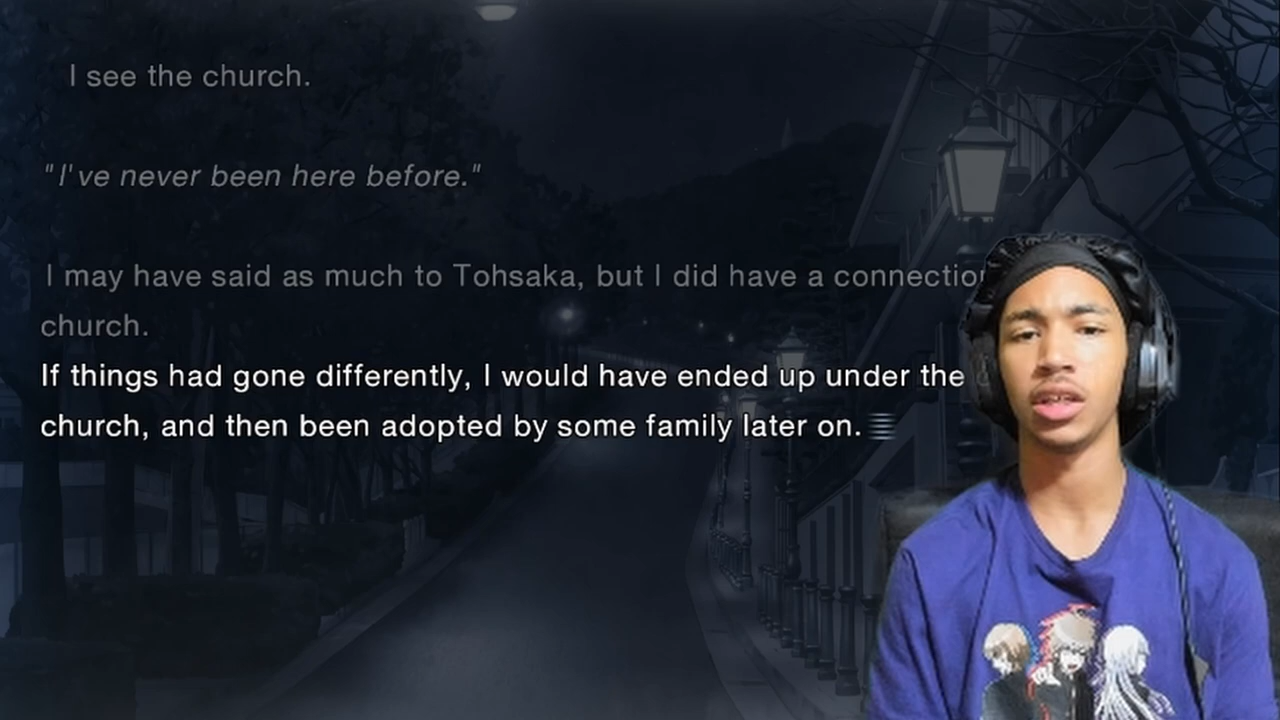 I see the church.
"I've never been here before."
I may have said as much to Tohsaka, but I did have a connection
church.
If things had gone differently, I would have ended up under the
church, and then been adopted by some family later on.